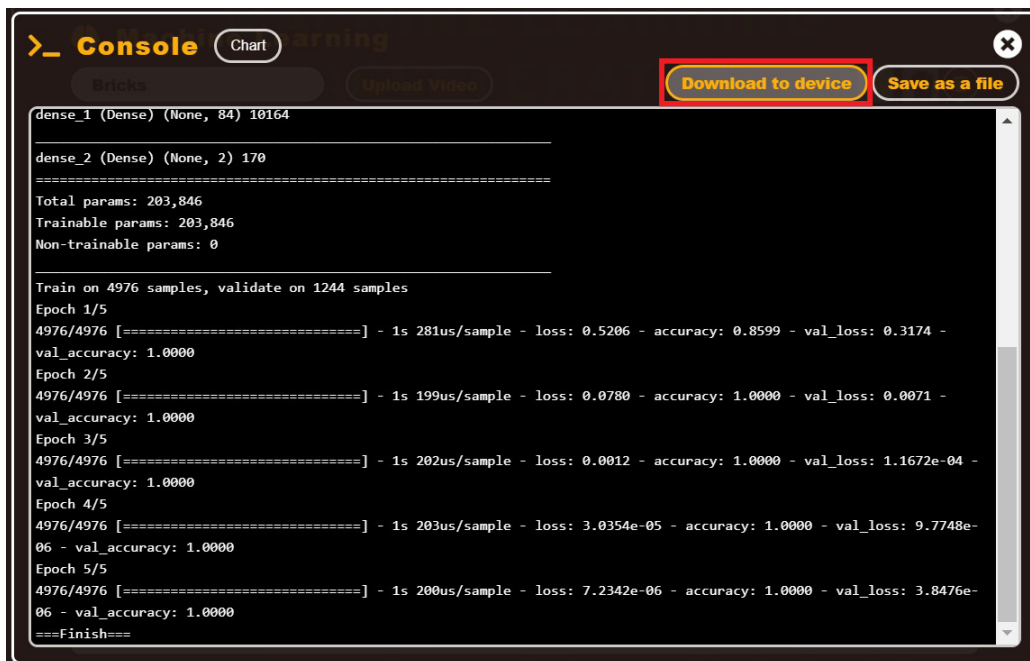 Machine Learning
>_ Console Chart
Bricks Upload Video Download to device Save as a file
dense_1 (Dense) (None, 84) 10164
_________________________________________________________________
dense_2 (Dense) (None, 2) 170
=================================================================
Total params: 203,846
Trainable params: 203,846
Non-trainable params: 0
_________________________________________________________________
Train on 4976 samples, validate on 1244 samples
Epoch 1/5
4976/4976 [==============================] - 1s 281us/sample - loss: 0.5206 - accuracy: 0.8599 - val_loss: 0.3174 -
val_accuracy: 1.0000
Epoch 2/5
4976/4976 [==============================] - 1s 199us/sample - loss: 0.0780 - accuracy: 1.0000 - val_loss: 0.0071 -
val_accuracy: 1.0000
Epoch 3/5
4976/4976 [==============================] - 1s 202us/sample - loss: 0.0012 - accuracy: 1.0000 - val_loss: 1.1672e-04 -
val_accuracy: 1.0000
Epoch 4/5
4976/4976 [==============================] - 1s 203us/sample - loss: 3.0354e-05 - accuracy: 1.0000 - val_loss: 9.7748e-
06 - val_accuracy: 1.0000
Epoch 5/5
4976/4976 [==============================] - 1s 200us/sample - loss: 7.2342e-06 - accuracy: 1.0000 - val_loss: 3.8476e-
06 - val_accuracy: 1.0000
===Finish===